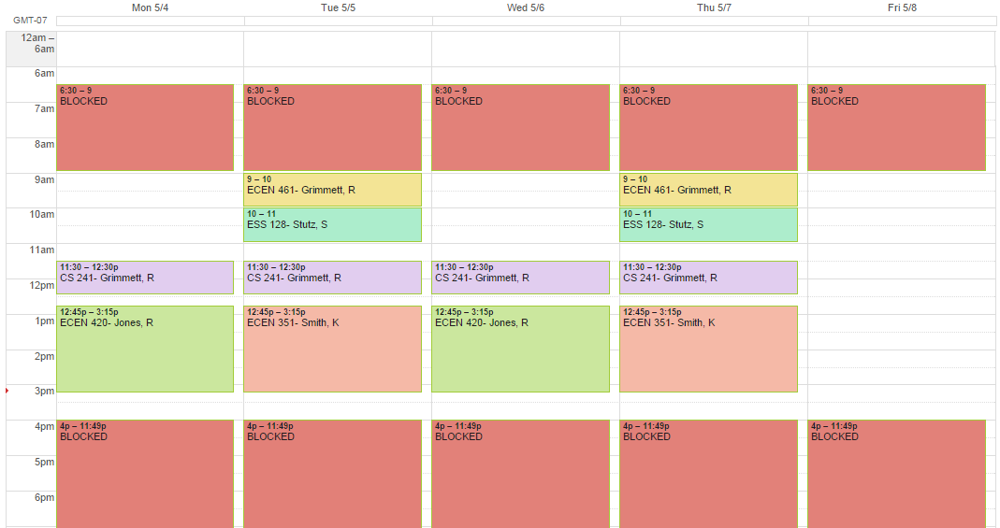 Mon 5/4 Tue 5/5 Wed 5/6 Thu 5/7 Fri 5/8
GMT-07
12am –
6am
6am
6:30 – 9 6:30 – 9 6:30 – 9 6:30 – 9 6:30 – 9
BLOCKED BLOCKED BLOCKED BLOCKED BLOCKED
7am
8am
9am 9 – 10 9 – 10
ECEN 461- Grimmett, R ECEN 461- Grimmett, R
10am 10 – 11 10 – 11
ESS 128- Stutz, S ESS 128- Stutz, S
11am
11:30 – 12:30p 11:30 – 12:30p 11:30 – 12:30p 11:30 – 12:30p
CS 241- Grimmett, R CS 241- Grimmett, R CS 241- Grimmett, R CS 241- Grimmett, R
12pm
12:45p – 3:15p 12:45p – 3:15p 12:45p – 3:15p 12:45p – 3:15p
1pm ECEN 420- Jones, R ECEN 351- Smith, K ECEN 420- Jones, R ECEN 351- Smith, K
2pm
3pm
4pm 4p – 11:49p 4p – 11:49p 4p – 11:49p 4p – 11:49p 4p – 11:49p
BLOCKED BLOCKED BLOCKED BLOCKED BLOCKED
5pm
6pm